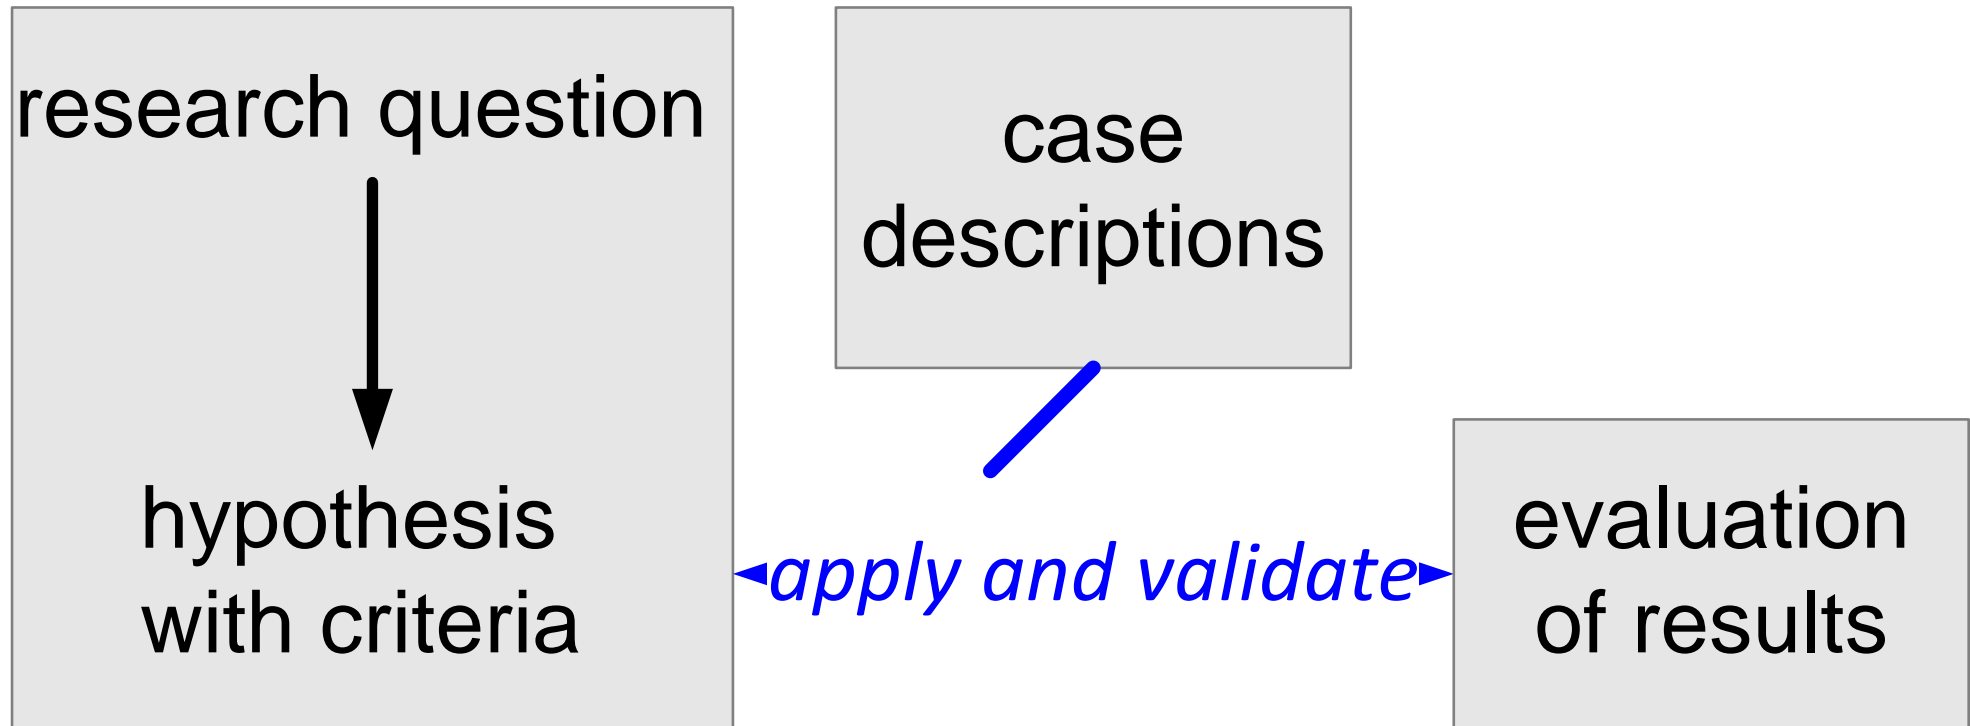 research question
hypothesis
with criteria
case
descriptions
apply and validate
evaluation
of results